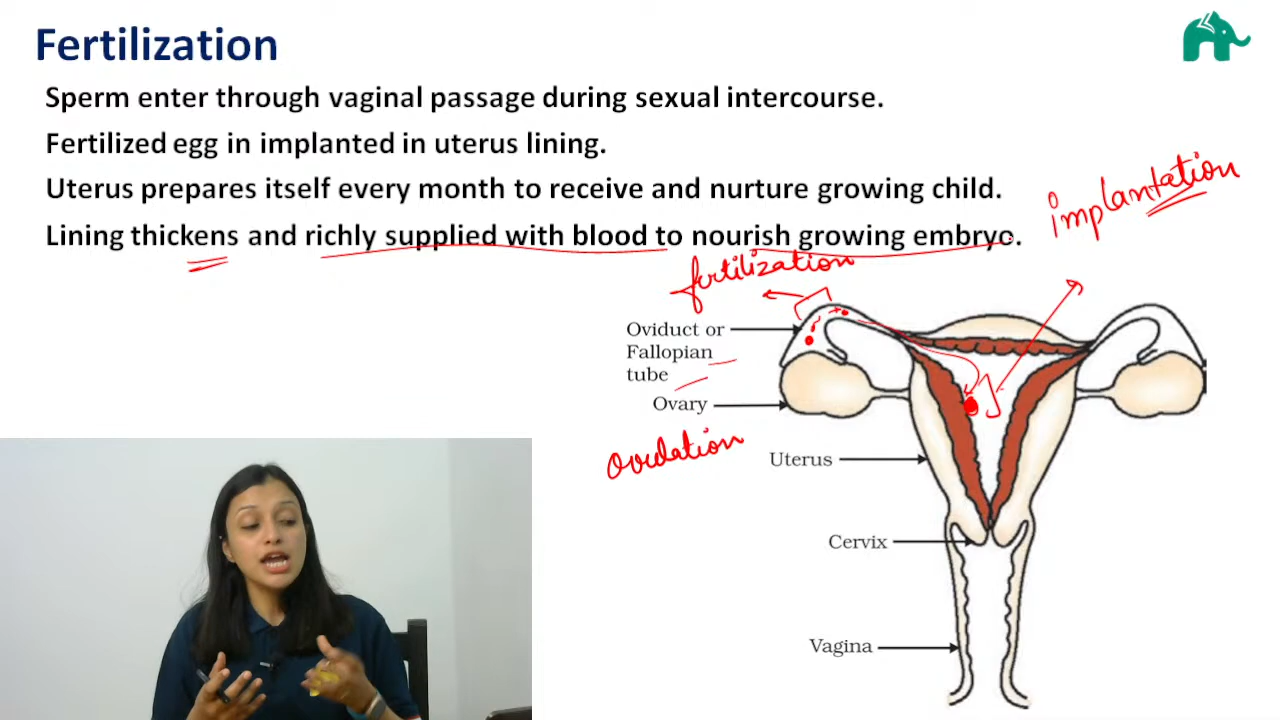 Fertilization
Sperm enter through vaginal passage during sexual intercourse.
Fertilized egg in implanted in uterus lining.
Uterus prepares itself every month to receive and nurture growing child.
Lining thickens and richly supplied with blood to nourish growing embryo.
implantation
fertilization
Oviduct or
Fallopian
tube
Ovary
ovulation
Uterus
Cervix
Vagina